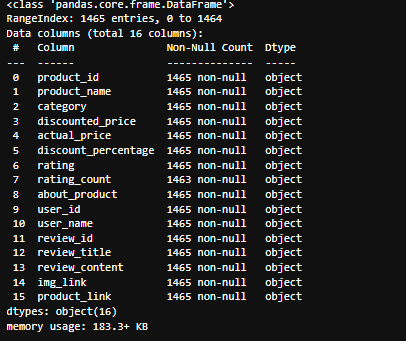 <class 'pandas.core.frame.DataFrame'>
RangeIndex: 1465 entries, 0 to 1464
Data columns (total 16 columns):
 #   Column               Non-Null Count  Dtype
---  ------               --------------  -----
 0   product_id           1465 non-null   object
 1   product_name         1465 non-null   object
 2   category             1465 non-null   object
 3   discounted_price     1465 non-null   object
 4   actual_price         1465 non-null   object
 5   discount_percentage  1465 non-null   object
 6   rating               1465 non-null   object
 7   rating_count         1463 non-null   object
 8   about_product        1465 non-null   object
 9   user_id              1465 non-null   object
 10  user_name            1465 non-null   object
 11  review_id            1465 non-null   object
 12  review_title         1465 non-null   object
 13  review_content       1465 non-null   object
 14  img_link             1465 non-null   object
 15  product_link         1465 non-null   object
dtypes: object(16)
memory usage: 183.3+ KB